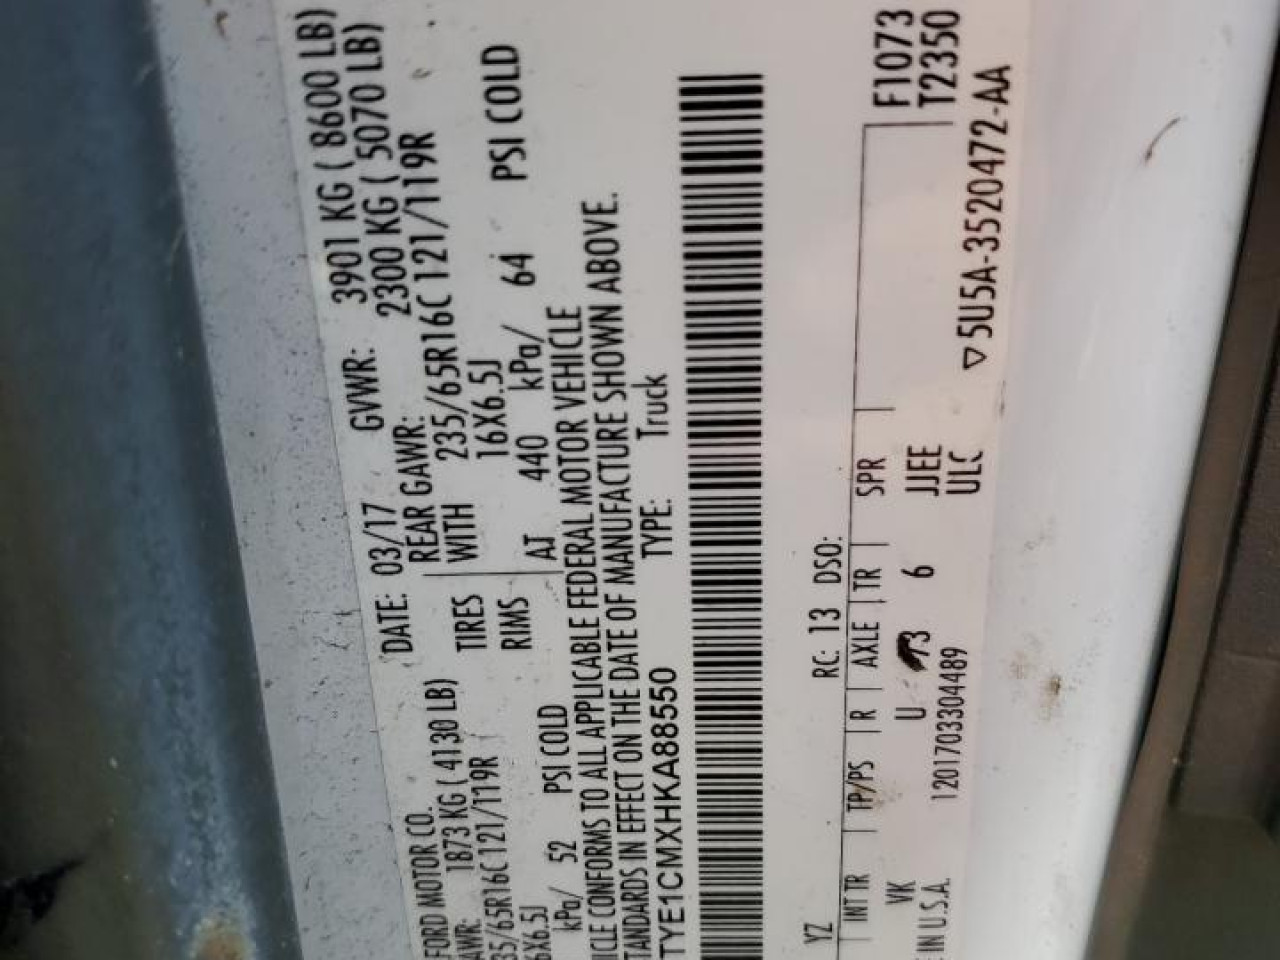 FORD MOTOR CO. DATE: 03/17 GVWR: 3901 KG ( 8600 LB)
AWR: 1873 KG ( 4130 LB) REAR GAWR: 2300 KG ( 5070 LB)
35/65R16C 121/119R TIRES WITH 235/65R16C 121/119R
6X6.5J RIMS 16X6.5J
kPa/ 52 PSI COLD AT 440 kPa/ 64 PSI COLD
ICLE CONFORMS TO ALL APPLICABLE FEDERAL MOTOR VEHICLE
TANDARDS IN EFFECT ON THE DATE OF MANUFACTURE SHOWN ABOVE.
TYE1CMXHKA88550 TYPE: Truck
F1073
T2350
YZ RC: 13 DSO:
INT TR TP/PS R AXLE TR SPR
VK U 13 6 JJEE
E IN U.S.A. 1201703304489 ULC
▽5U5A-3520472-AA